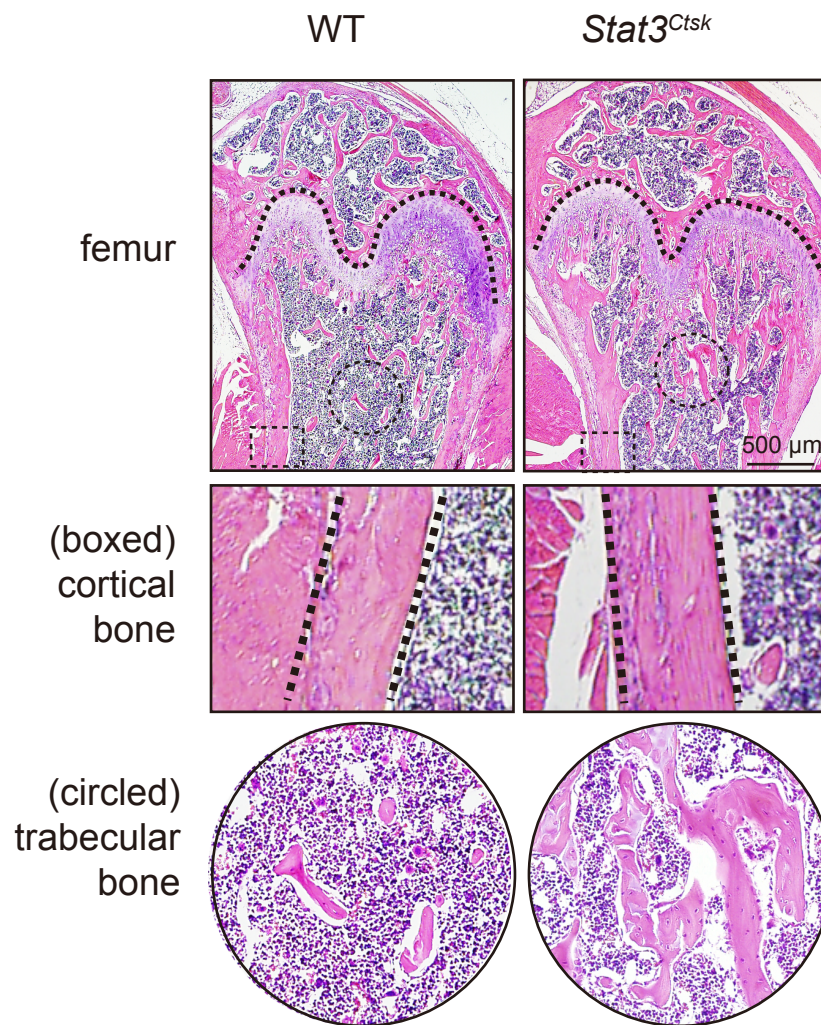 WT
Stat3Ctsk
femur
500 µm
(boxed)
cortical
bone
(circled)
trabecular
bone